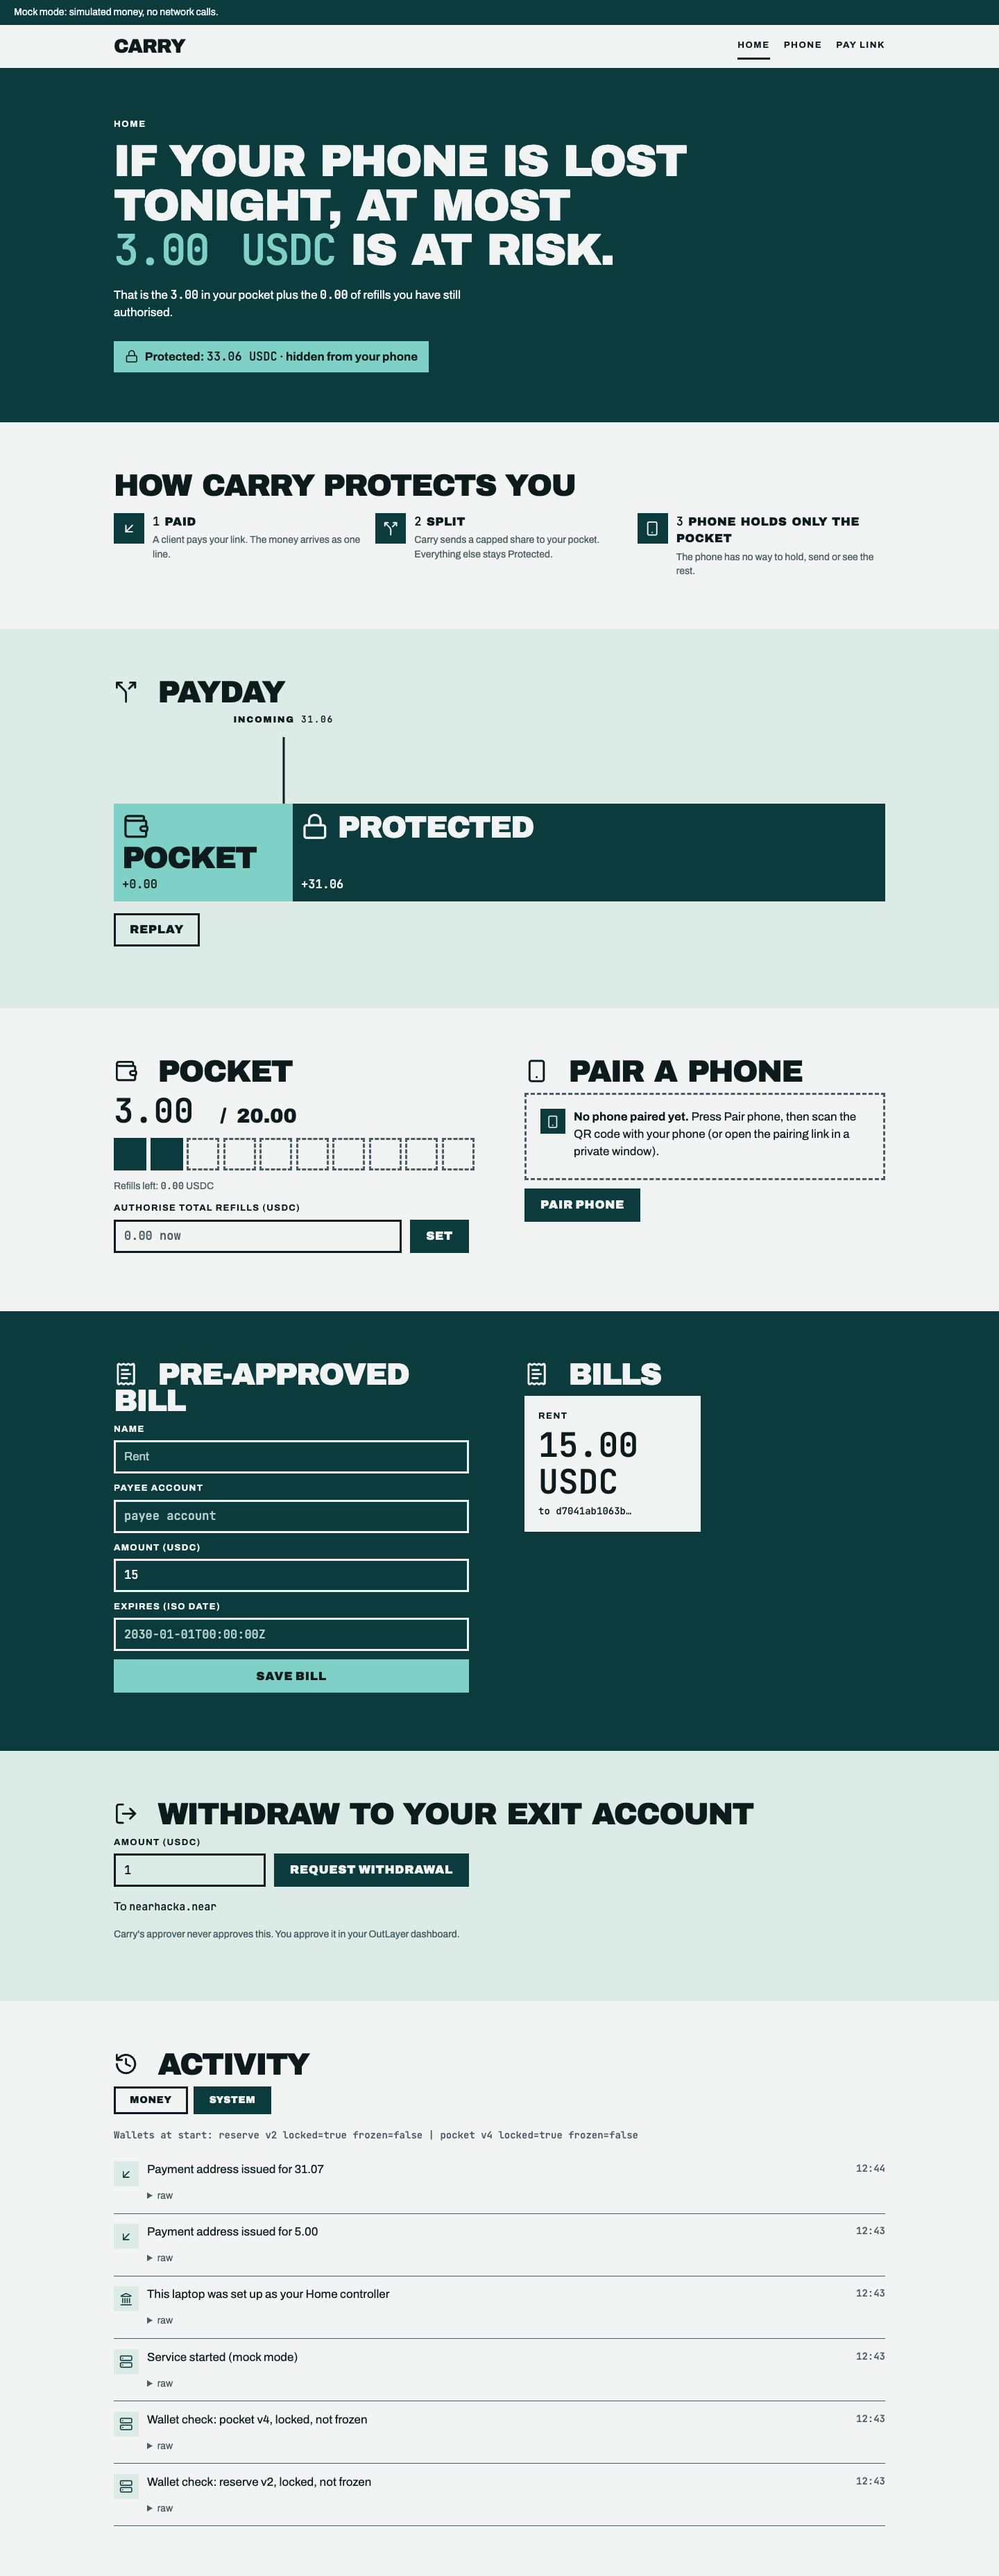 Mock mode: simulated money, no network calls.
CARRY
HOME PHONE PAY LINK
HOME
IF YOUR PHONE IS LOST
TONIGHT, AT MOST
3.00 USDC IS AT RISK.
That is the 3.00 in your pocket plus the 0.00 of refills you have still
authorised.
Protected: 33.06 USDC · hidden from your phone
HOW CARRY PROTECTS YOU
1 PAID
A client pays your link. The money arrives as one
line.
2 SPLIT
Carry sends a capped share to your pocket.
Everything else stays Protected.
3 PHONE HOLDS ONLY THE
POCKET
The phone has no way to hold, send or see the
rest.
PAYDAY
INCOMING 31.06
POCKET
+0.00
PROTECTED
+31.06
REPLAY
POCKET
3.00 / 20.00
Refills left: 0.00 USDC
AUTHORISE TOTAL REFILLS (USDC)
0.00 now
SET
PAIR A PHONE
No phone paired yet. Press Pair phone, then scan the
QR code with your phone (or open the pairing link in a
private window).
PAIR PHONE
PRE-APPROVED
BILL
NAME
Rent
PAYEE ACCOUNT
payee account
AMOUNT (USDC)
15
EXPIRES (ISO DATE)
2030-01-01T00:00:00Z
SAVE BILL
BILLS
RENT
15.00
USDC
to d7041ab1063b…
WITHDRAW TO YOUR EXIT ACCOUNT
AMOUNT (USDC)
1
REQUEST WITHDRAWAL
To nearhacka.near
Carry's approver never approves this. You approve it in your OutLayer dashboard.
ACTIVITY
MONEY
SYSTEM
Wallets at start: reserve v2 locked=true frozen=false | pocket v4 locked=true frozen=false
Payment address issued for 31.07 12:44
raw
Payment address issued for 5.00 12:43
raw
This laptop was set up as your Home controller 12:43
raw
Service started (mock mode) 12:43
raw
Wallet check: pocket v4, locked, not frozen 12:43
raw
Wallet check: reserve v2, locked, not frozen 12:43
raw